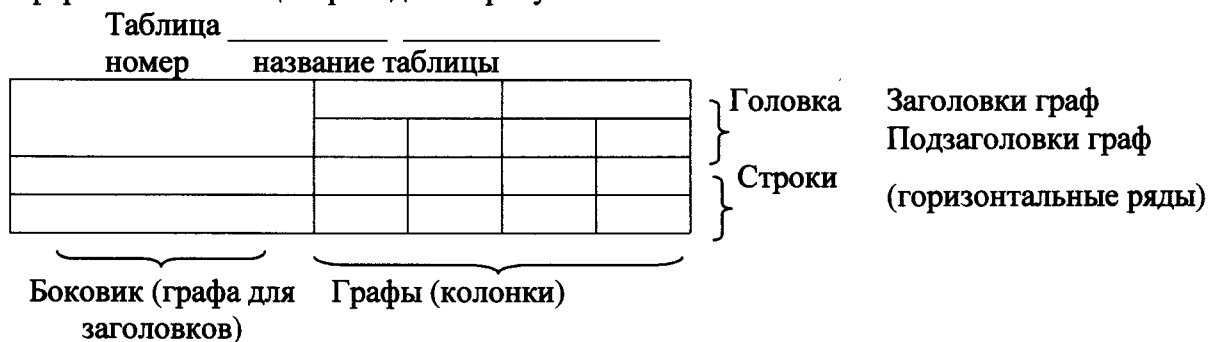 Таблица
номер название таблицы
Головка Заголовки граф
Подзаголовки граф
Строки
(горизонтальные ряды)
Боковик (графа для Графы (колонки)
заголовков)